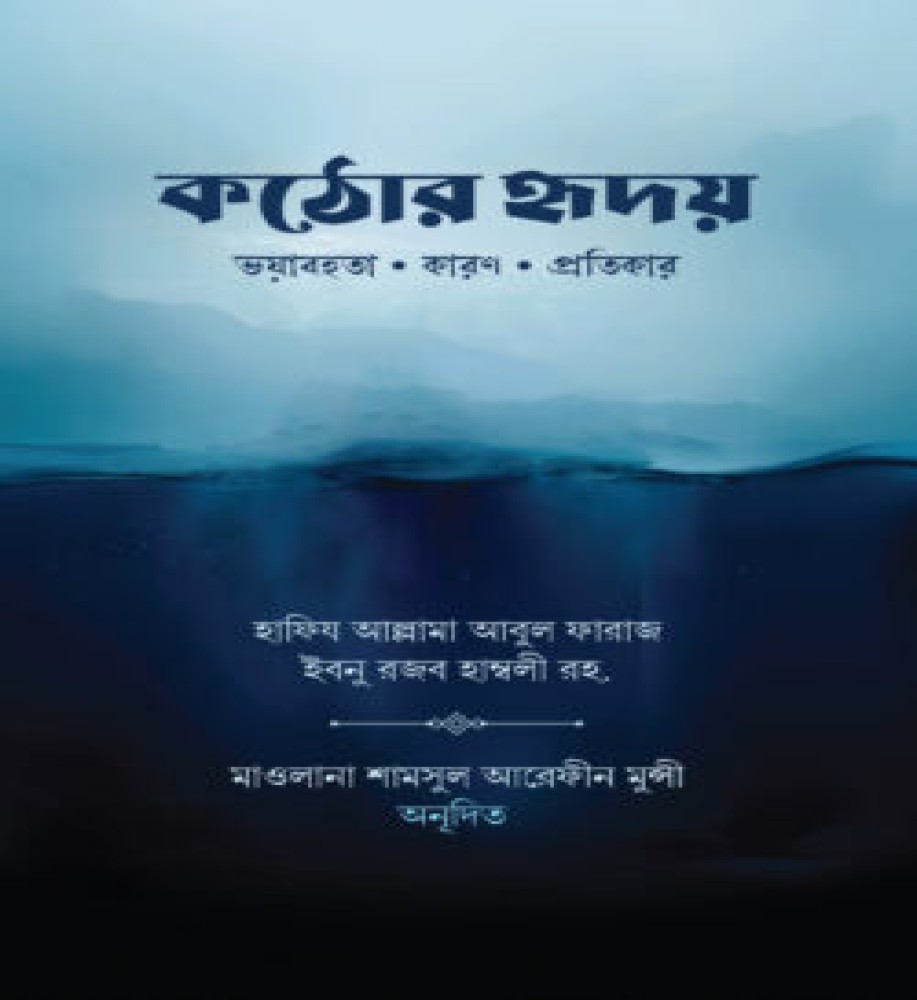 কঠোর হৃদয়
ভয়াবহতা • কারণ • প্রতিকার
হাফিয আল্লামা আবুল ফারাজ
ইবনু রজব হাম্বলী রহ.
মাওলানা শামসুল আরেফীন মুন্সী
অনূদিত